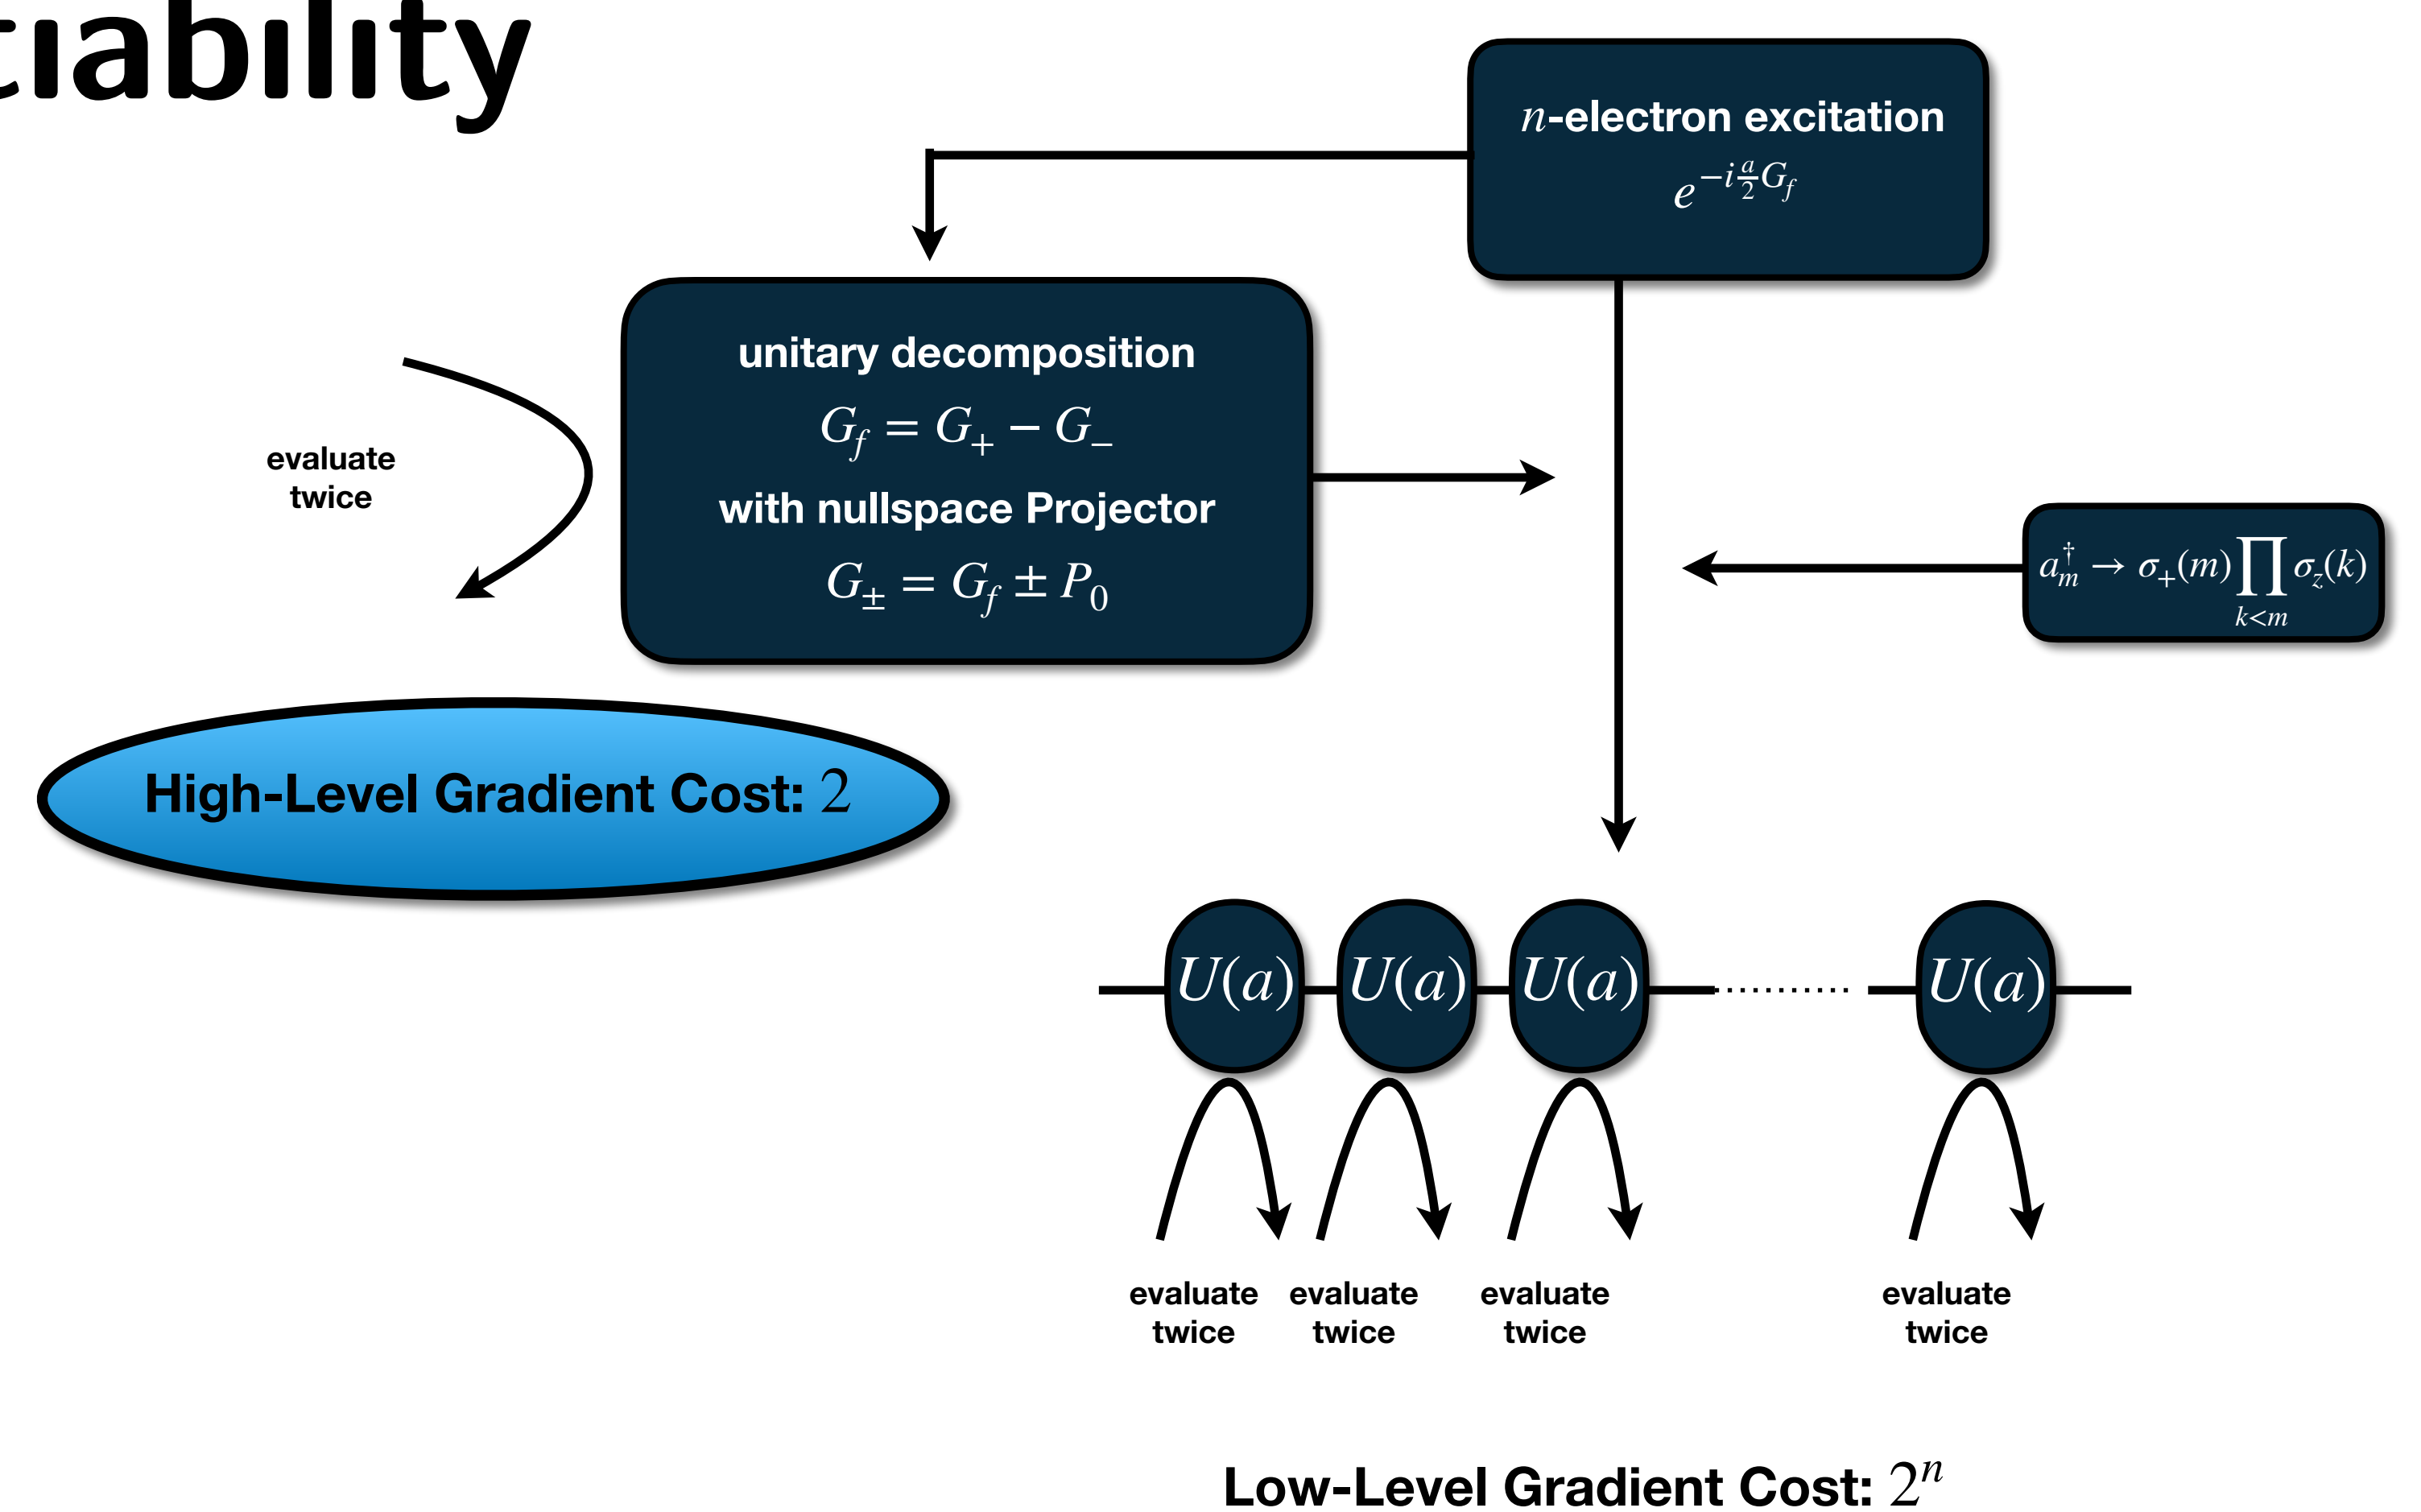 tiability
n-electron excitation
e^{-i\frac{a}{2}G_f}
unitary decomposition
G_f = G_+ − G_−
with nullspace Projector
G_± = G_f ± P_0
evaluate
twice
a_m^† → σ_+(m) ∏_{k<m} σ_z(k)
High-Level Gradient Cost: 2
U(a) U(a) U(a) ........... U(a)
evaluate evaluate evaluate evaluate
twice twice twice twice
Low-Level Gradient Cost: 2^n